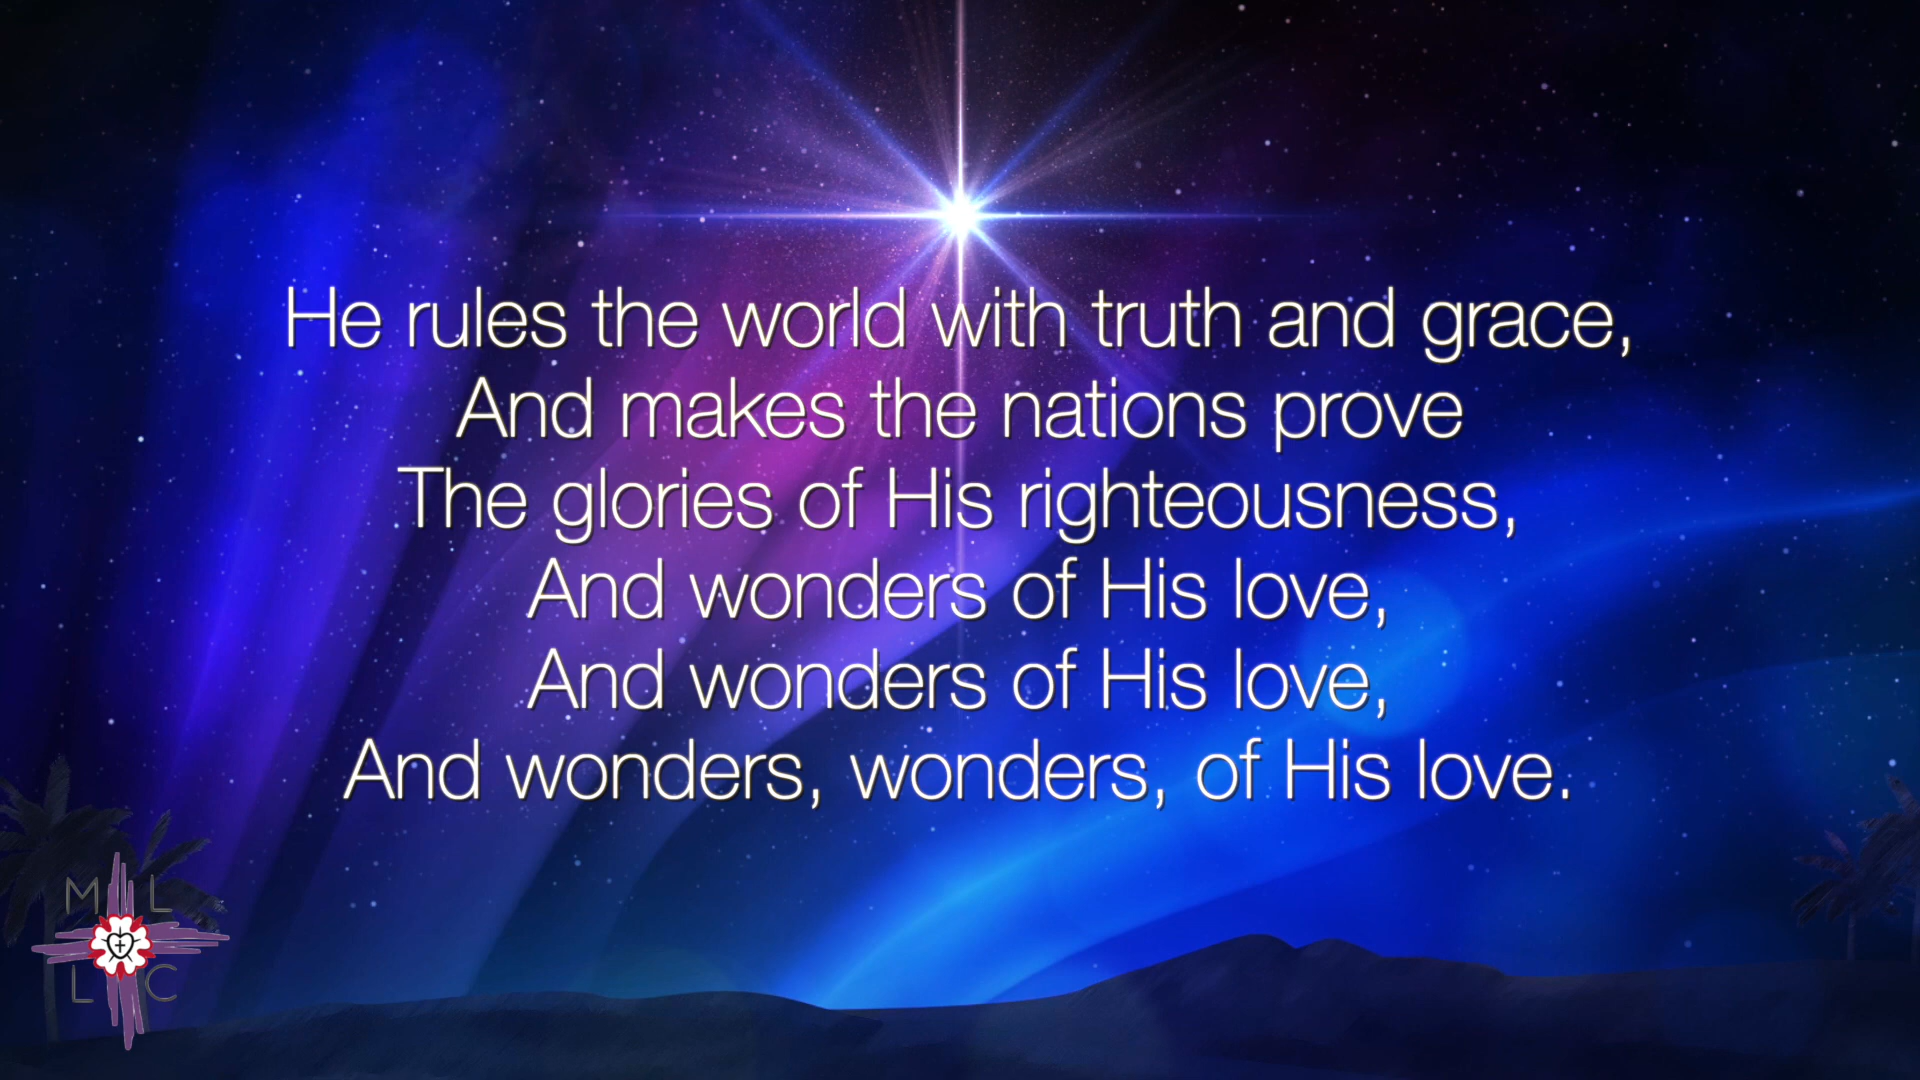 He rules the world with truth and grace,
And makes the nations prove
The glories of His righteousness,
And wonders of His love,
And wonders of His love,
And wonders, wonders, of His love.
M L
L C